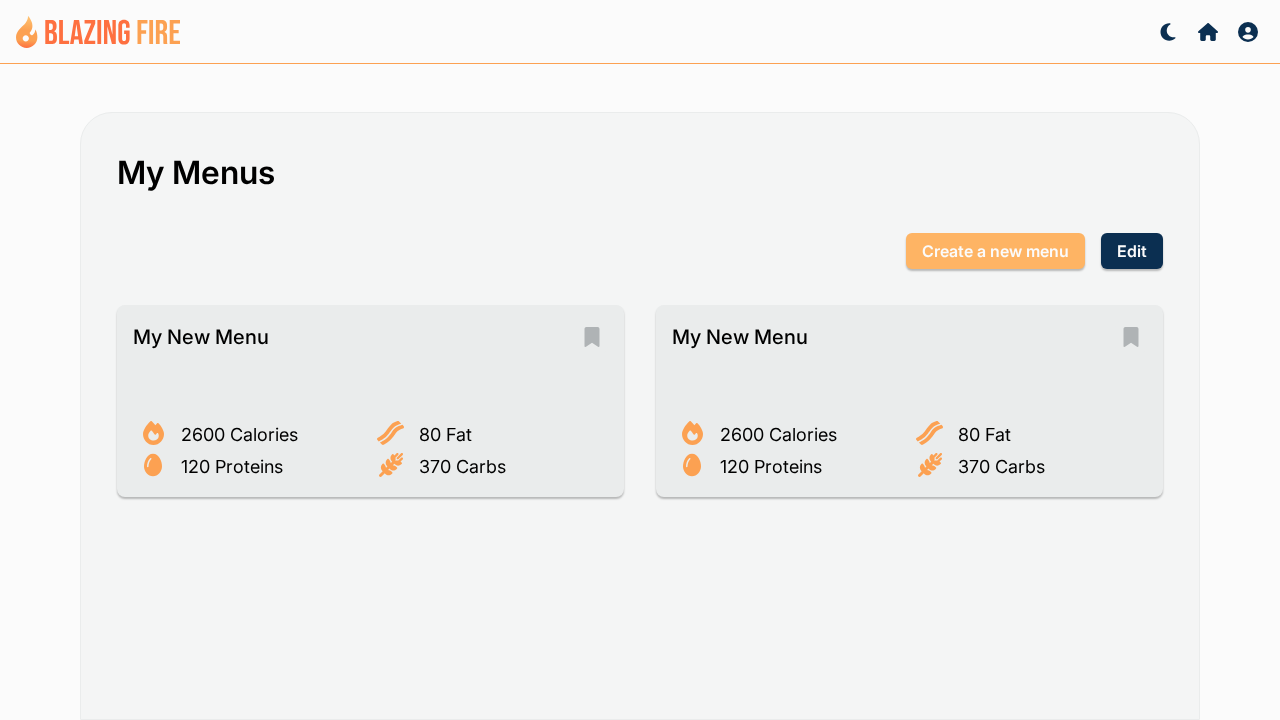 BLAZING FIRE
My Menus
Create a new menu
Edit
My New Menu
2600 Calories
80 Fat
120 Proteins
370 Carbs
My New Menu
2600 Calories
80 Fat
120 Proteins
370 Carbs